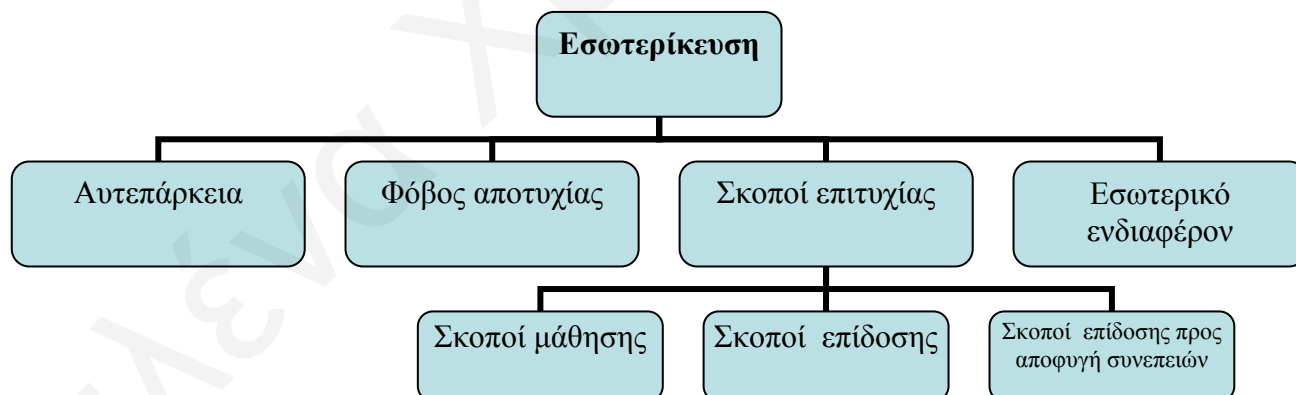 Εσωτερίκευση
Αυτεπάρκεια
Φόβος αποτυχίας
Σκοποί επιτυχίας
Εσωτερικό
ενδιαφέρον
Σκοποί μάθησης
Σκοποί επίδοσης
Σκοποί επίδοσης προς
αποφυγή συνεπειών